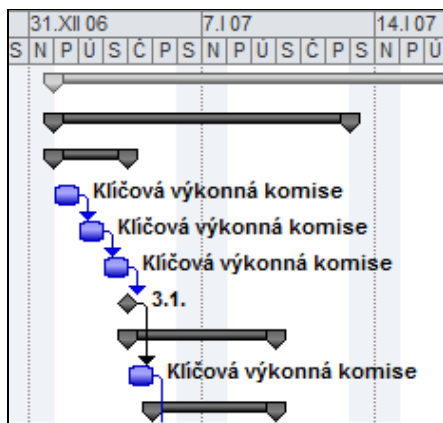 31.XII 06 7.I 07 14.I 07
S N P Ú S Č P S N P Ú S Č P S N P Ú
Klíčová výkonná komise
Klíčová výkonná komise
Klíčová výkonná komise
3.1.
Klíčová výkonná komise